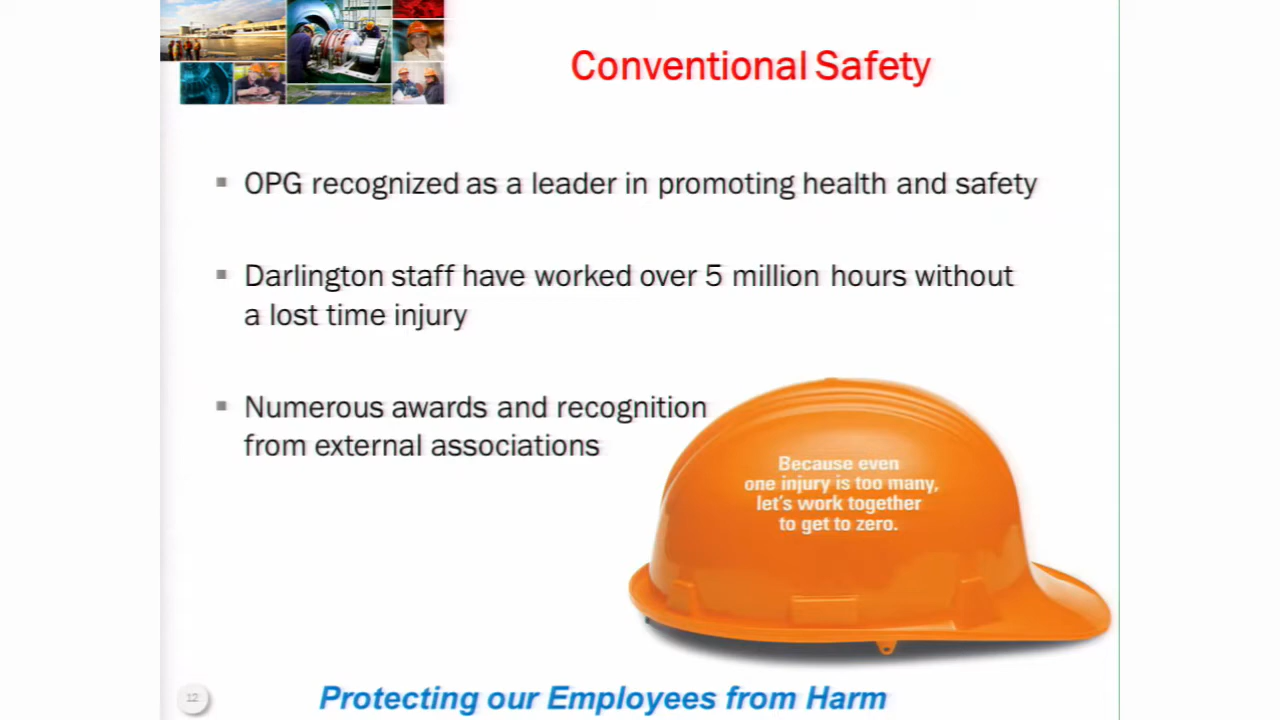 Conventional Safety
OPG recognized as a leader in promoting health and safety
Darlington staff have worked over 5 million hours without
a lost time injury
Numerous awards and recognition
from external associations
Because even
one injury is too many,
let's work together
to get to zero.
12
Protecting our Employees from Harm